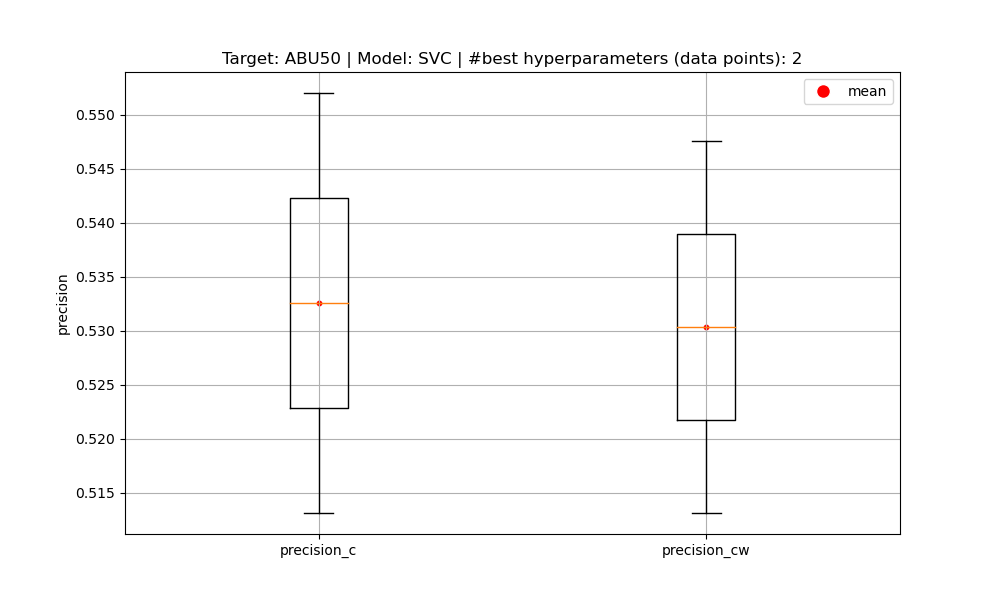 Target: ABU50 | Model: SVC | #best hyperparameters (data points): 2
mean
precision
0.550
0.545
0.540
0.535
0.530
0.525
0.520
0.515
precision_c
precision_cw